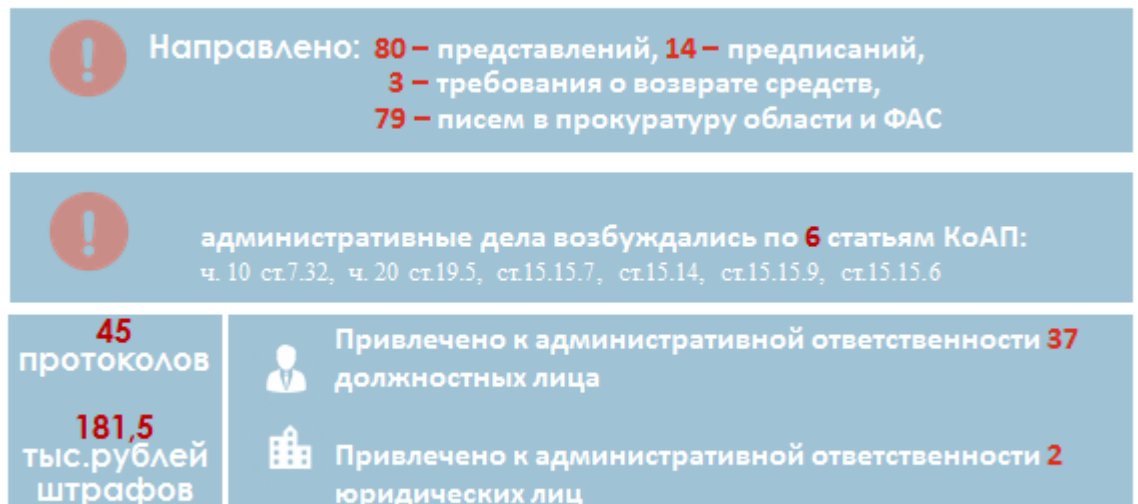 Направлено: 80 – представлений, 14 – предписаний,
3 – требования о возврате средств,
79 – писем в прокуратуру области и ФАС
административные дела возбуждались по 6 статьям КоАП:
ч. 10 ст.7.32, ч. 20 ст.19.5, ст.15.15.7, ст.15.14, ст.15.15.9, ст.15.15.6
45
протоколов
181,5
тыс.рублей
штрафов
Привлечено к административной ответственности 37
должностных лица
Привлечено к административной ответственности 2
юридических лиц